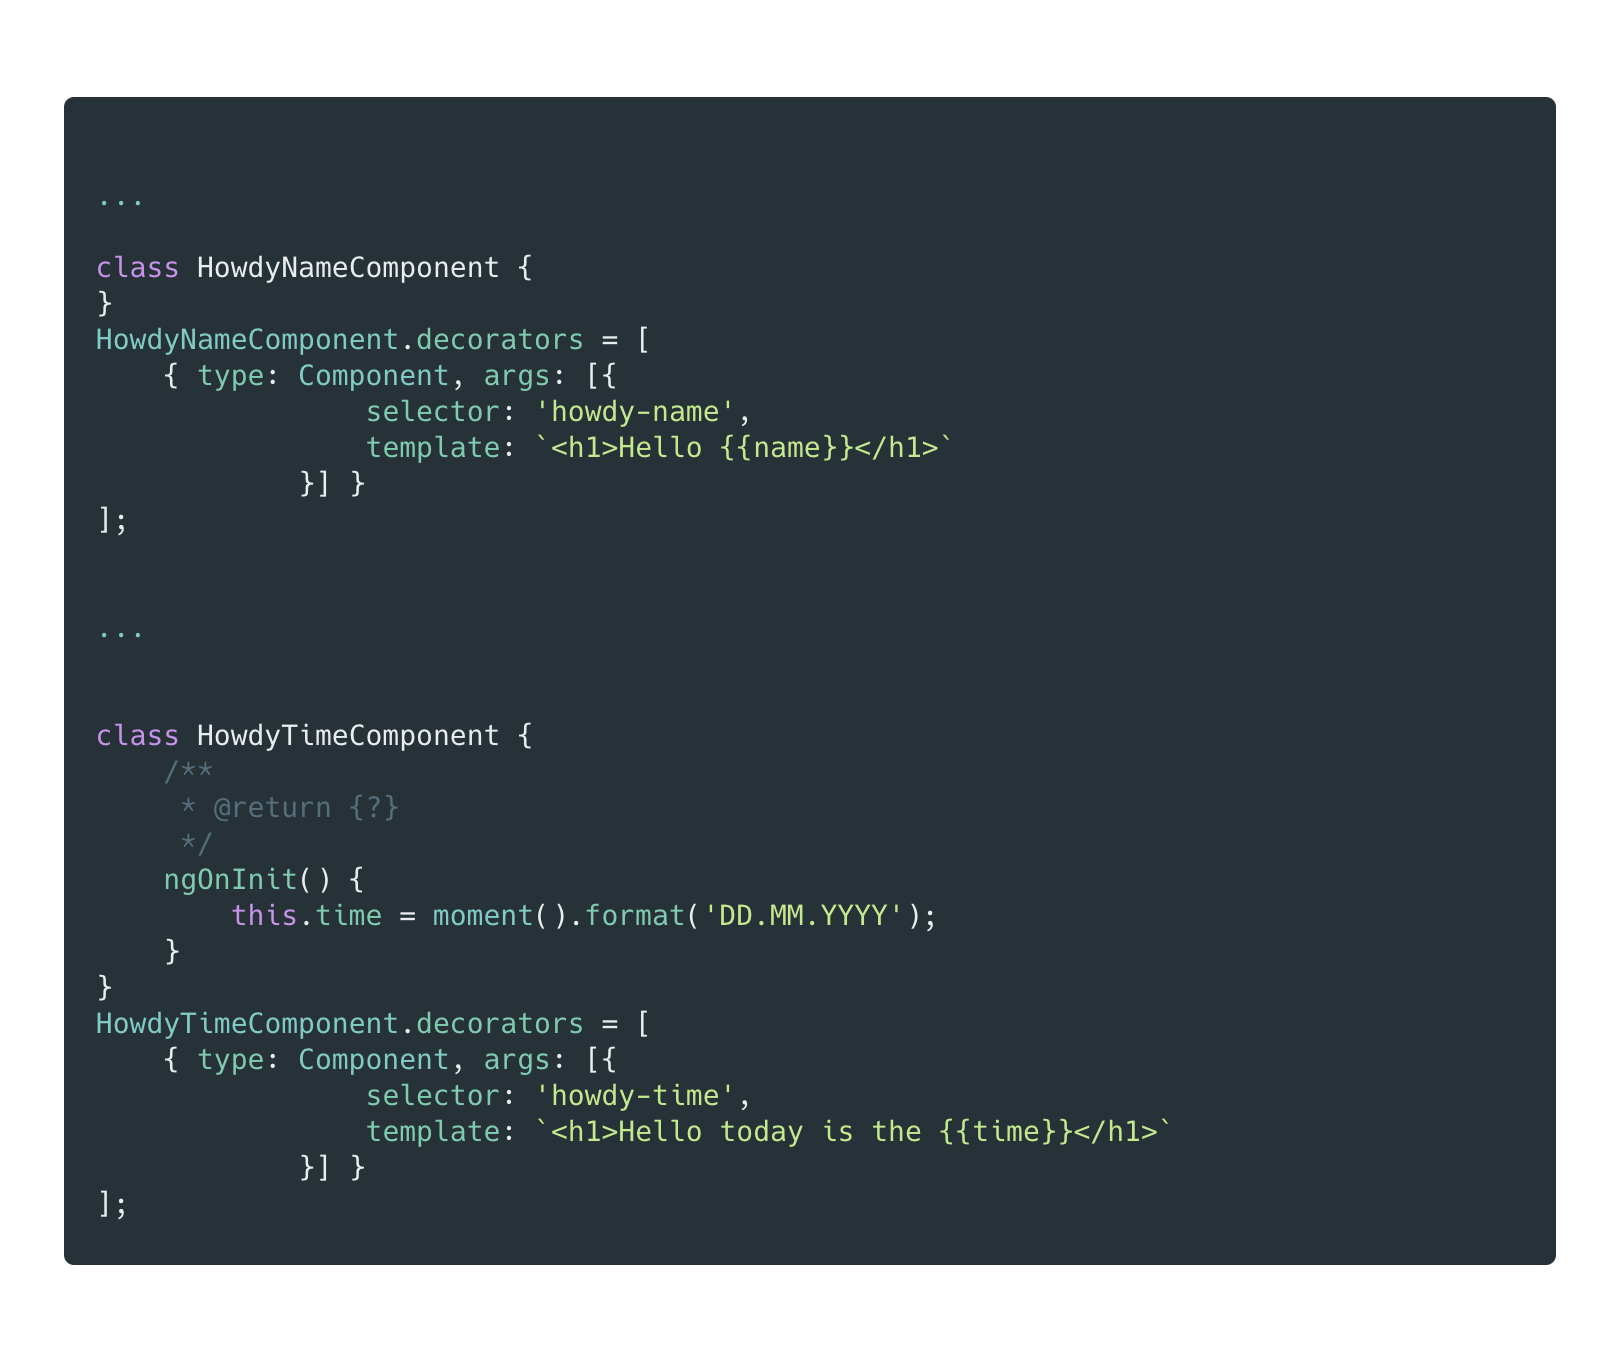 ...
class HowdyNameComponent {
}
HowdyNameComponent.decorators = [
    { type: Component, args: [{
                selector: 'howdy-name',
                template: `<h1>Hello {{name}}</h1>`
            }] }
];
...
class HowdyTimeComponent {
    /**
     * @return {?}
     */
    ngOnInit() {
        this.time = moment().format('DD.MM.YYYY');
    }
}
HowdyTimeComponent.decorators = [
    { type: Component, args: [{
                selector: 'howdy-time',
                template: `<h1>Hello today is the {{time}}</h1>`
            }] }
];